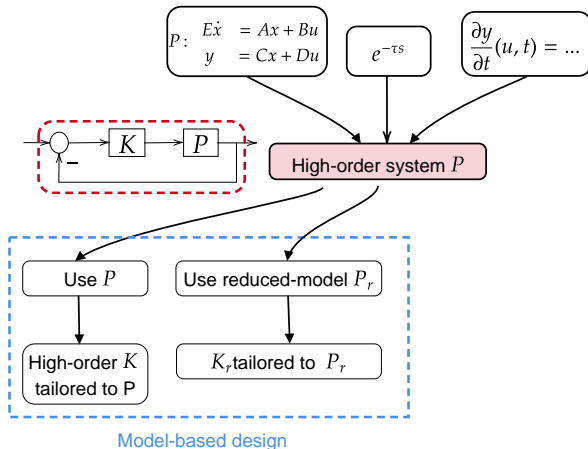 P: Eẋ = Ax + Bu
y = Cx + Du
e^{-τs}
∂y/∂t (u, t) = ...
K
P
−
High-order system P
Use P
Use reduced-model P_r
High-order K
tailored to P
K_r tailored to P_r
Model-based design